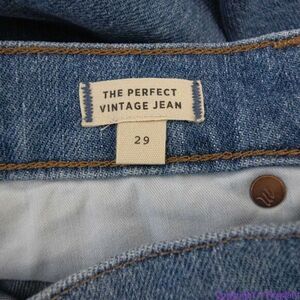 THE PERFECT
VINTAGE JEAN
29